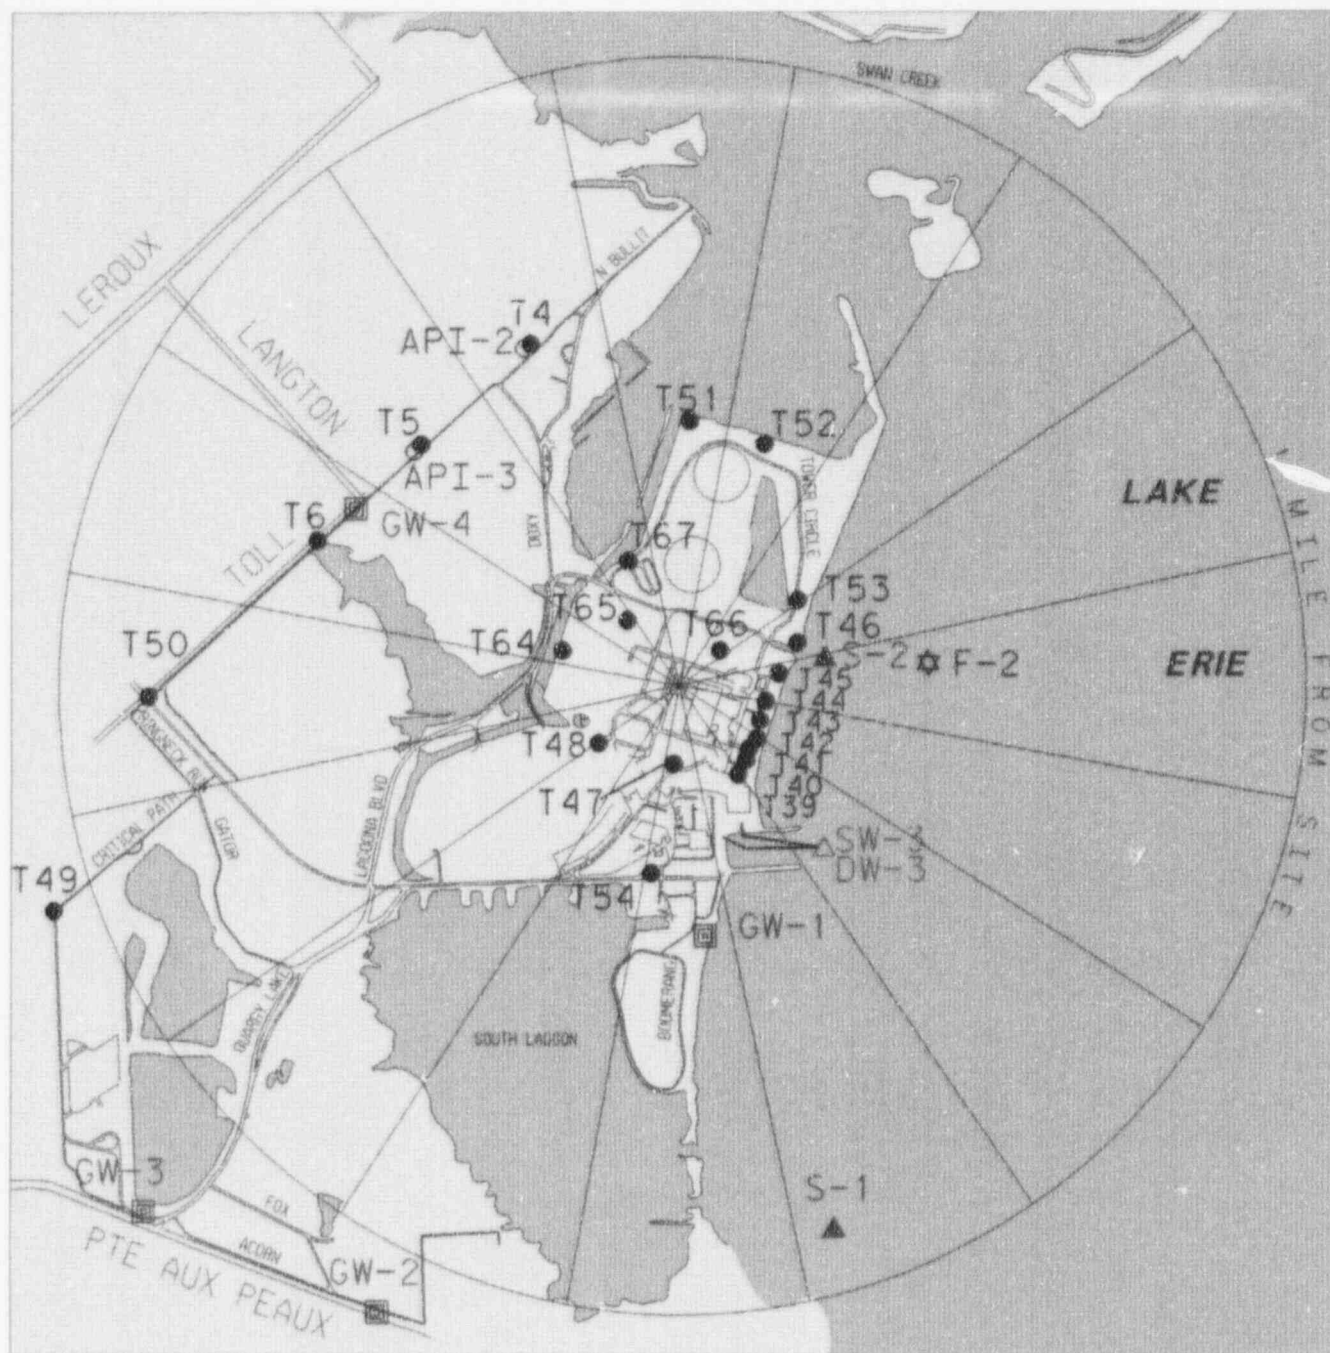 SWAN CREEK
LEROUX
N BULLIT
T4
API-2
LANGTON
T5
API-3
T51
T52
TOWER CIRCLE
LAKE
1 MILE FROM SITE
GW-4
T6
TOLL
DOXY
T67
T53
T65
T66
T46
T64
S-2
F-2
ERIE
T50
T45
T44
T43
T48
T42
T41
T40
T47
T39
LAGOONA BLVD
CRITICAL PATH
GATOR
SW-2
DW-3
T49
T54
GW-1
QUARRY LAKE
BOOMERANG
SOUTH LAGOON
GW-3
S-1
FOX
ACORN
GW-2
PTE AUX PEAUX